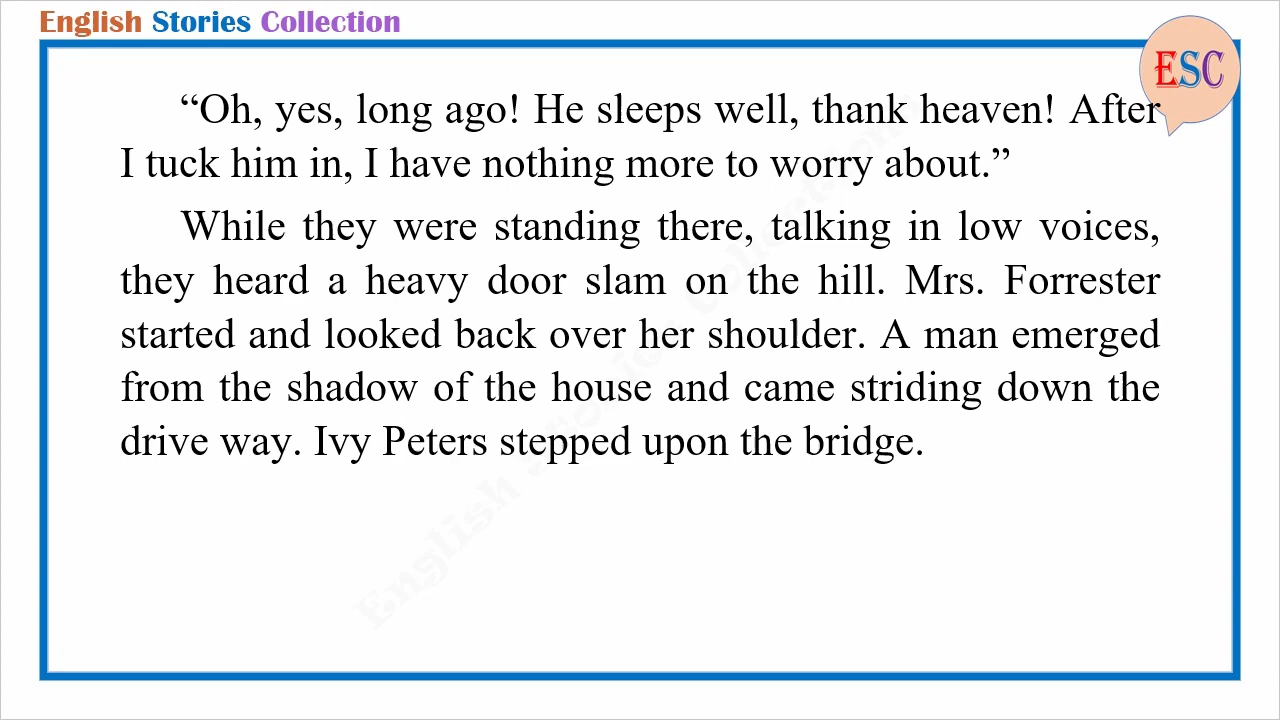 English Stories Collection
ESC
“Oh, yes, long ago! He sleeps well, thank heaven! After
I tuck him in, I have nothing more to worry about.”
While they were standing there, talking in low voices,
they heard a heavy door slam on the hill. Mrs. Forrester
started and looked back over her shoulder. A man emerged
from the shadow of the house and came striding down the
drive way. Ivy Peters stepped upon the bridge.
English Stories Collection